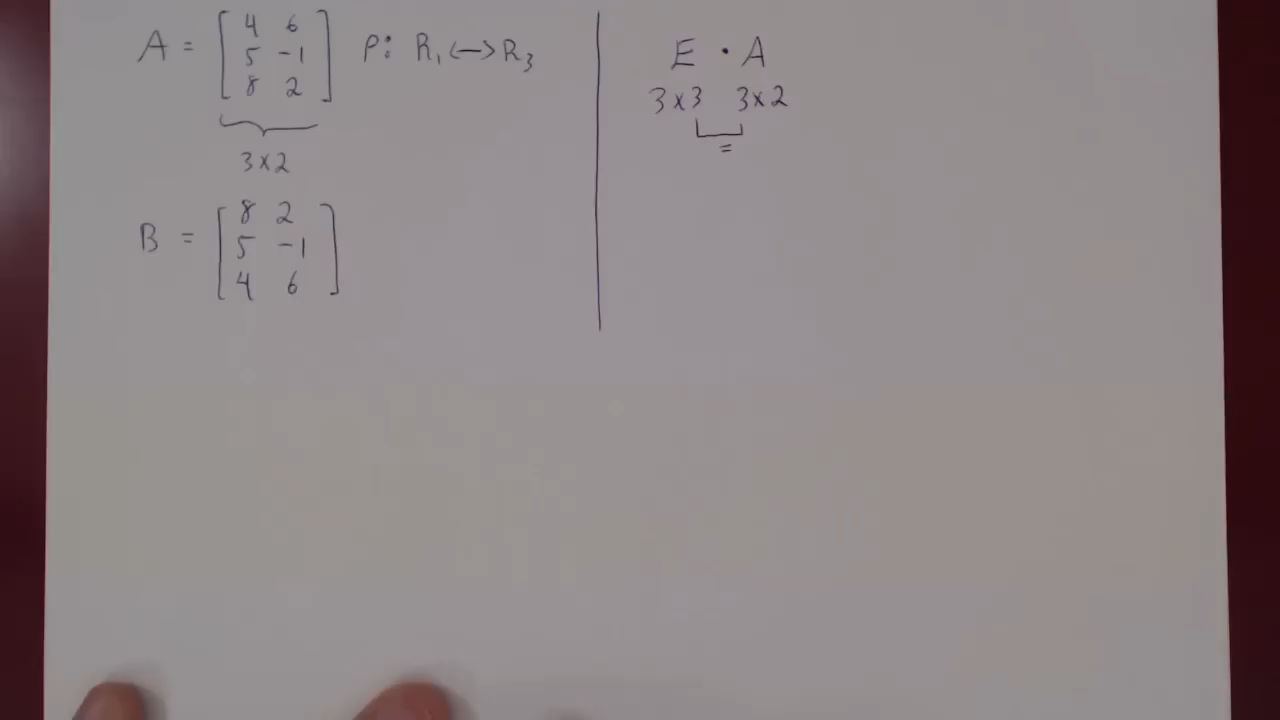 A = [ 4 6 P: R₁ <—> R₃
5 -1
8 2 ]
3x2
B = [ 8 2
5 -1
4 6 ]
E · A
3x3 3x2
=